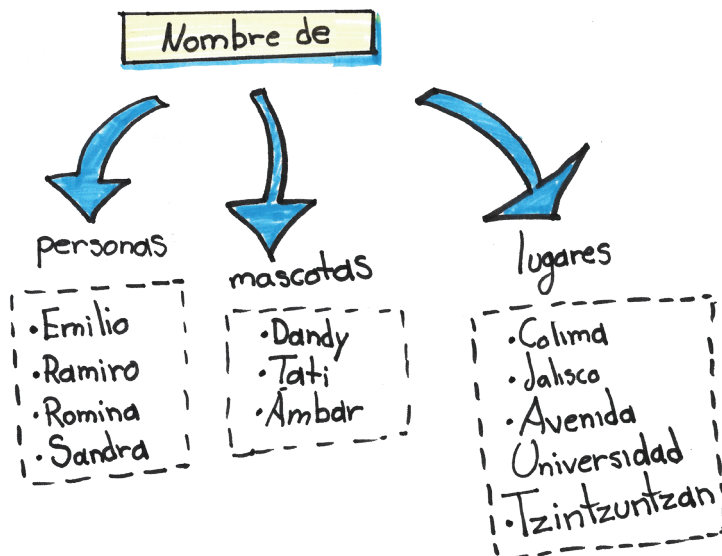 Nombre de
personas
• Emilio
• Ramiro
• Romina
• Sandra
mascotas
• Dandy
• Tati
• Ámbar
lugares
• Colima
• Jalisco
• Avenida
Universidad
• Tzintzuntzan